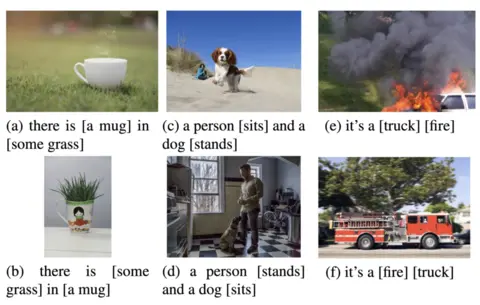 (a) there is [a mug] in
[some grass]
(c) a person [sits] and a
dog [stands]
(e) it's a [truck] [fire]
(b) there is [some
grass] in [a mug]
(d) a person [stands]
and a dog [sits]
(f) it's a [fire] [truck]